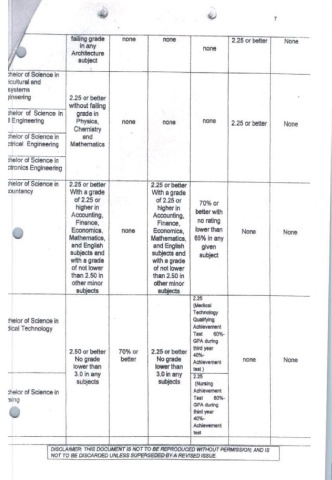 7
failing grade
in any
Architecture
subject
none
none
none
2.25 or better
None
helor of Science in
icultural and
systems
gineering
helor of Science in
l Engineering
helor of Science in
ctrical Engineering
helor of Science in
ctronics Engineering
2.25 or better
without failing
grade in
Physics,
Chemistry
and
Mathematics
none
none
none
2.25 or better
None
helor of Science in
ountancy
2.25 or better
With a grade
of 2.25 or
higher in
Accounting,
Finance,
Economics,
Mathematics,
and English
subjects and
with a grade
of not lower
than 2.50 in
other minor
subjects
none
2.25 or better
With a grade
of 2.25 or
higher in
Accounting,
Finance,
Economics,
Mathematics,
and English
subjects and
with a grade
of not lower
than 2.50 in
other minor
subjects
70% or
better with
no rating
lower than
65% in any
given
subject
None
None
helor of Science in
dical Technology
helor of Science in
sing
2.50 or better
No grade
lower than
3.0 in any
subjects
70% or
better
2.25 or better
No grade
lower than
3.0 in any
subjects
2.25
(Medical
Technology
Qualifying
Achievement
Test 60%-
GPA during
third year
40%-
Achievement
test )
2.25
(Nursing
Achievement
Test 60%-
GPA during
third year
40%-
Achievement
test
none
None
DISCLAIMER: THIS DOCUMENT IS NOT TO BE REPRODUCED WITHOUT PERMISSION, AND IS
NOT TO BE DISCARDED UNLESS SUPERSEDED BY A REVISED ISSUE